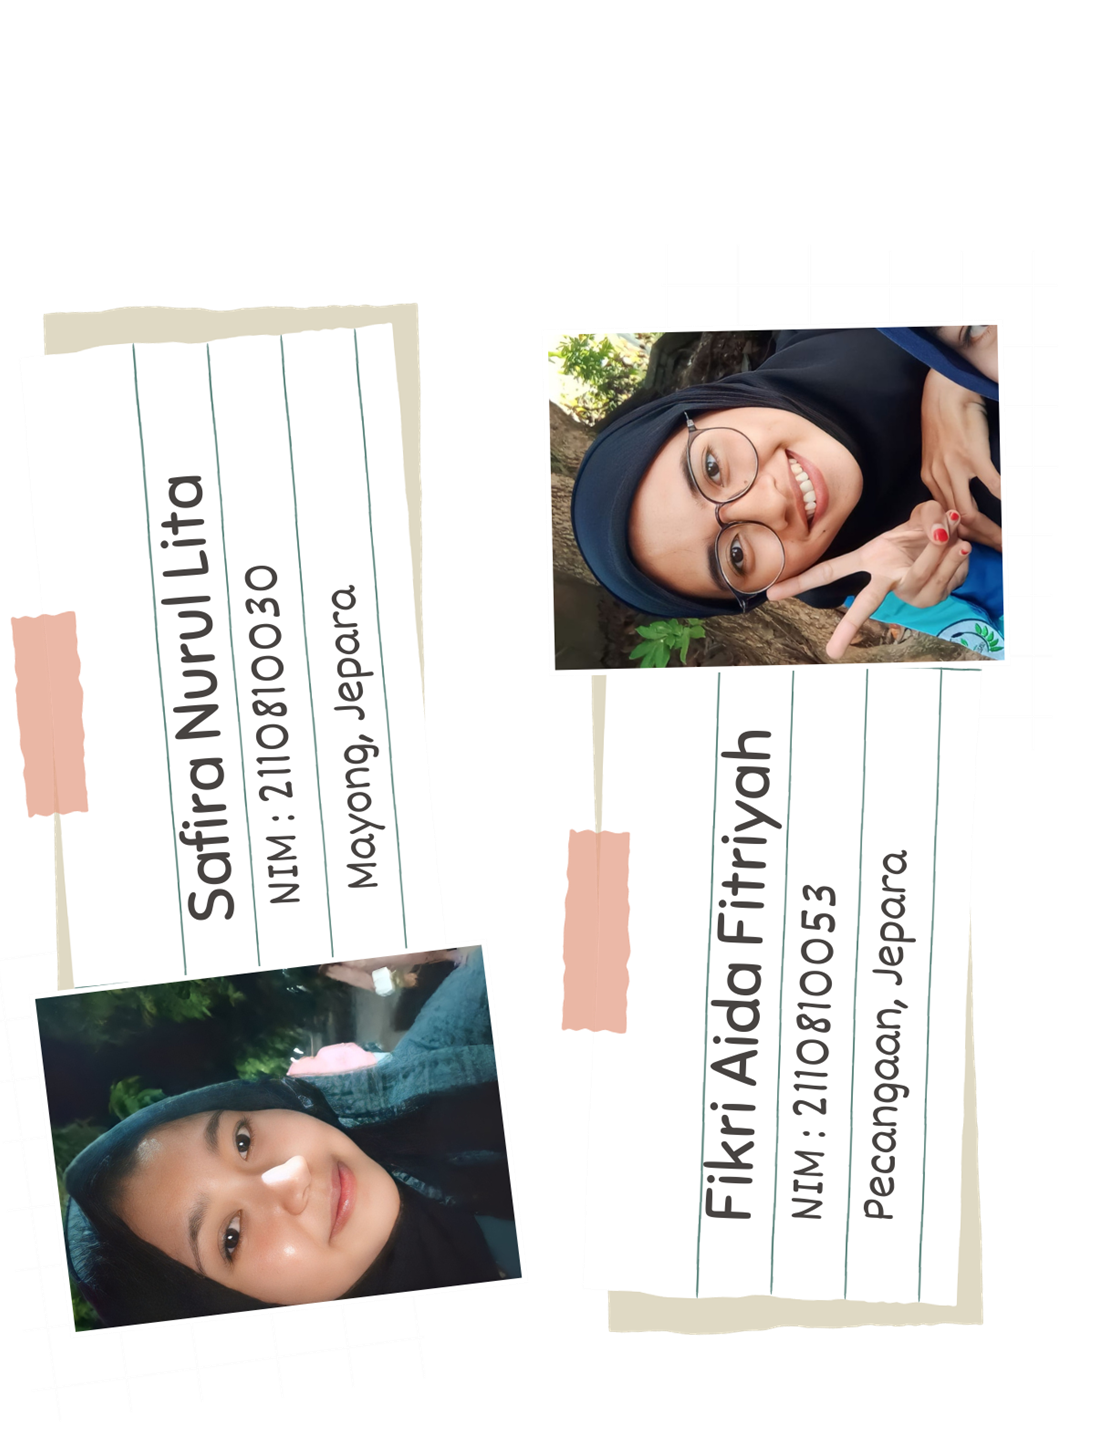 Safira Nurul Lita
NIM : 2110810030
Mayong, Jepara
Fikri Aida Fitriyah
NIM : 2110810053
Pecangaan, Jepara